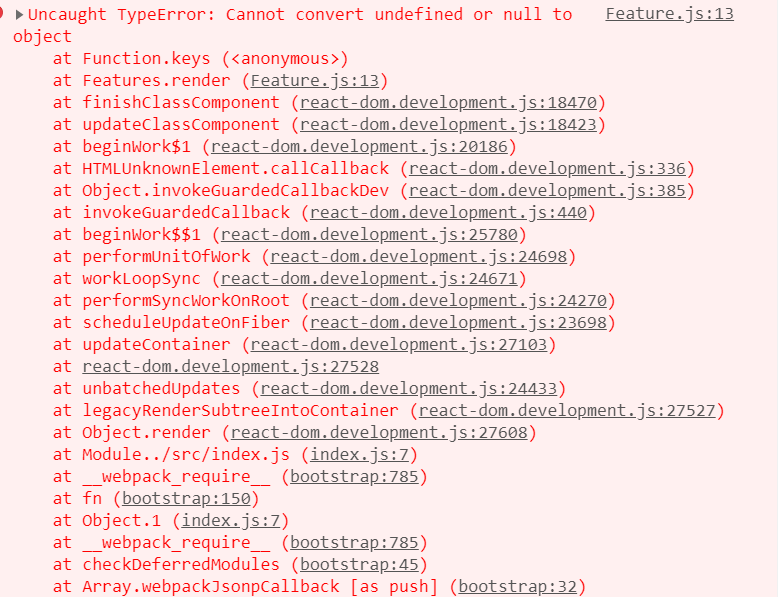 ▶Uncaught TypeError: Cannot convert undefined or null to Feature.js:13
object
at Function.keys (<anonymous>)
at Features.render (Feature.js:13)
at finishClassComponent (react-dom.development.js:18470)
at updateClassComponent (react-dom.development.js:18423)
at beginWork$1 (react-dom.development.js:20186)
at HTMLUnknownElement.callCallback (react-dom.development.js:336)
at Object.invokeGuardedCallbackDev (react-dom.development.js:385)
at invokeGuardedCallback (react-dom.development.js:440)
at beginWork$$1 (react-dom.development.js:25780)
at performUnitOfWork (react-dom.development.js:24698)
at workLoopSync (react-dom.development.js:24671)
at performSyncWorkOnRoot (react-dom.development.js:24270)
at scheduleUpdateOnFiber (react-dom.development.js:23698)
at updateContainer (react-dom.development.js:27103)
at react-dom.development.js:27528
at unbatchedUpdates (react-dom.development.js:24433)
at legacyRenderSubtreeIntoContainer (react-dom.development.js:27527)
at Object.render (react-dom.development.js:27608)
at Module../src/index.js (index.js:7)
at __webpack_require__ (bootstrap:785)
at fn (bootstrap:150)
at Object.1 (index.js:7)
at __webpack_require__ (bootstrap:785)
at checkDeferredModules (bootstrap:45)
at Array.webpackJsonpCallback [as push] (bootstrap:32)